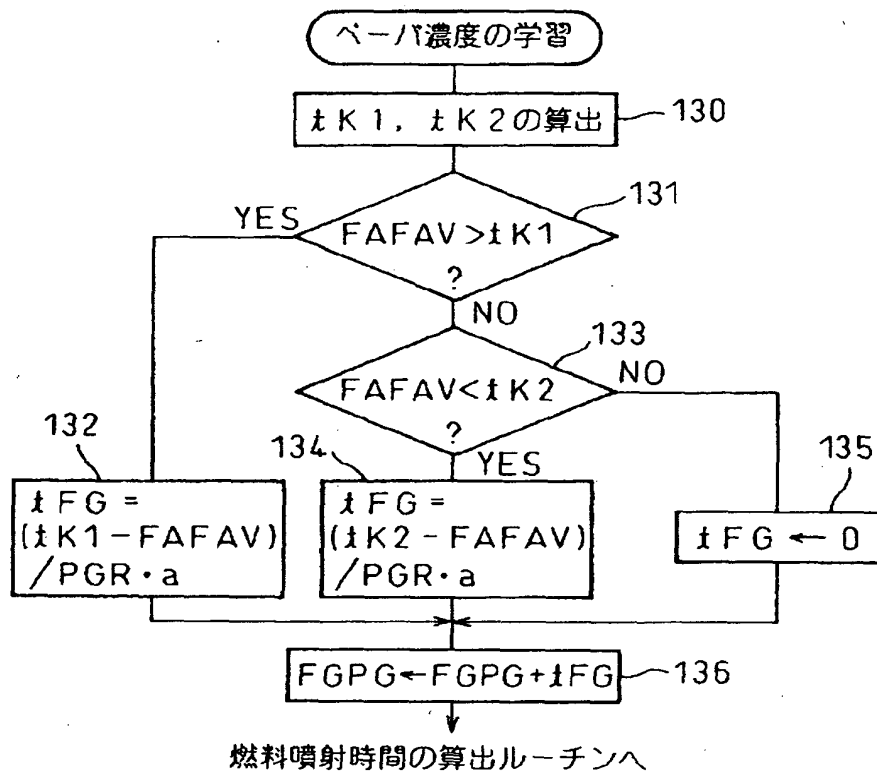 ベーパ濃度の学習
tK1, tK2の算出
130
131
YES
FAFAV>tK1
?
NO
133
FAFAV<tK2
?
NO
132
134
YES
135
tFG=
(tK1-FAFAV)
/PGR・a
tFG=
(tK2-FAFAV)
/PGR・a
tFG←0
FGPG←FGPG+tFG
136
燃料噴射時間の算出ルーチンへ